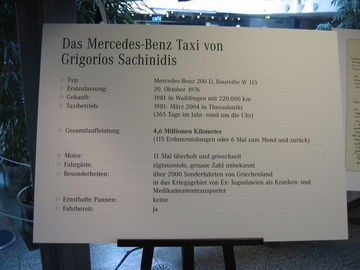 Das Mercedes-Benz Taxi von
Grigorios Sachinidis
Typ: Mercedes-Benz 200 D, Baureihe W 115
Erstzulassung: 20. Oktober 1976
Gekauft: 1981 in Waiblingen mit 220.000 km
Taxibetrieb: 1981- März 2004 in Thessaloniki
(365 Tage im Jahr- rund um die Uhr)
Gesamtlaufleistung: 4,6 Millionen Kilometer
(115 Erdumrundungen oder 6 Mal zum Mond und zurück)
Motor: 11 Mal überholt und gewechselt
Fahrgäste: zigtausende, genaue Zahl unbekannt
Besonderheiten: über 2000 Sonderfahrten von Griechenland
in das Kriegsgebiet von Ex- Jugoslawien als Kranken- und
Medikamententransporter
Ernsthafte Pannen: keine
Fahrbereit: ja